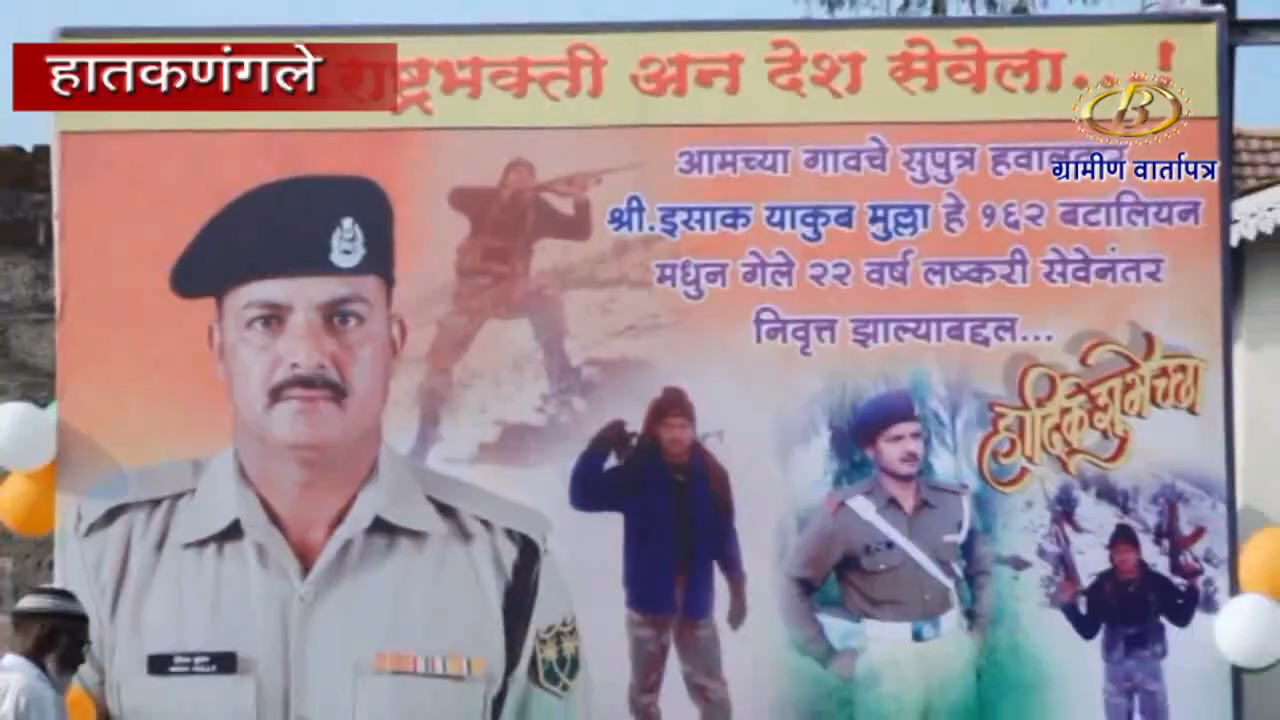 हातकणंगले
राष्ट्रभक्ती अन देश सेवेला...!
B
ग्रामीण वार्तापत्र
आमच्या गावचे सुपुत्र हवालदार
श्री.इसाक याकुब मुल्ला हे १६२ बटालियन
मधुन गेले २२ वर्ष लष्करी सेवेनंतर
निवृत्त झाल्याबद्दल...
हार्दिक शुभेच्छा